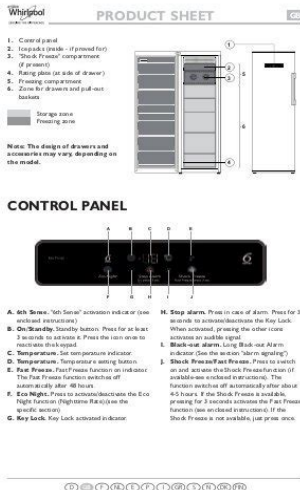 Whirlpool
PRODUCT SHEET
GB
1. Control panel
2. Ice packs (inside - if proved for)
3. "Shock Freeze" compartment
(if present)
4. Rating plate (at side of drawer)
5. Freezing compartment
6. Zone for drawers and pull-out
baskets
Storage zone
Freezing zone
Note: The design of drawers and
accessories may vary, depending on
the model.
1
2
3
5
6
4
CONTROL PANEL
A B C D E
F G H I J
A. 6th Sense. "6th Sense" activation indicator (see
enclosed instructions)
B. On/Standby. Standby button. Press for at least
3 seconds to activate it. Press the icon once to
reactivate the keypad.
C. Temperature. Set temperature indicator.
D. Temperature. Temperature setting button.
E. Fast Freeze. Fast Freeze function on indicator.
The Fast Freeze function switches off
automatically after 48 hours.
F. Eco Night. Press to activate/deactivate the Eco
Night function (Nighttime Rate).(see the
specific section)
G. Key Lock. Key Lock activated indicator.
H. Stop alarm. Press in case of alarm. Press for 3
seconds to activate/deactivate the Key Lock.
When activated, pressing the other icons
activates an audible signal.
I. Black-out alarm. Long Black-out Alarm
indicator (See the section "alarm signaling")
J. Shock Freeze/Fast Freeze. Press to switch
on and activate the Shock Freeze function (if
available-see enclosed instructions). The
function switches off automatically after about
4-5 hours. If the Shock Freeze is available,
pressing for 3 seconds activates the Fast Freeze
function (see enclosed instructions). If the
Shock Freeze is not available, just press once.